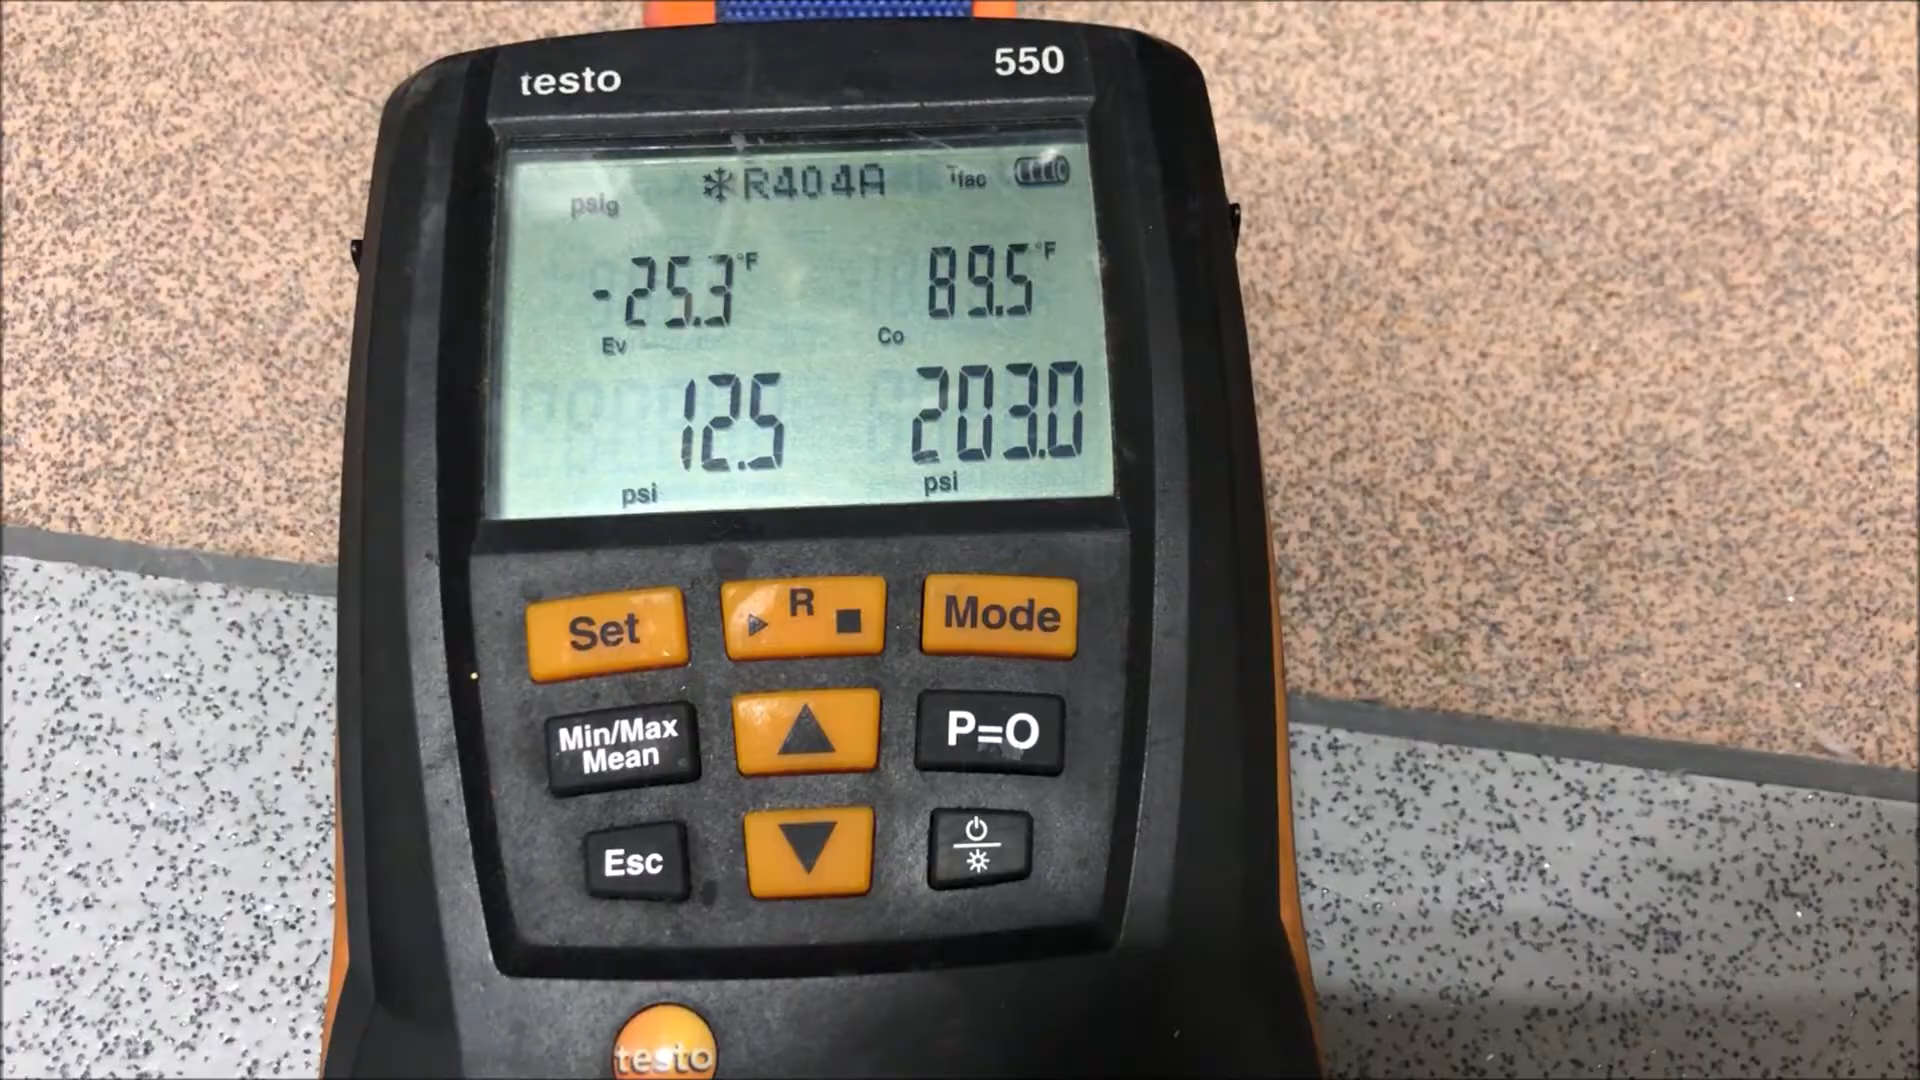 testo 550
psig R404A Tfac
-25.3°F 89.5°F
Ev Co
12.5 203.0
psi psi
Set R Mode
Min/Max
Mean
P=O
Esc
testo